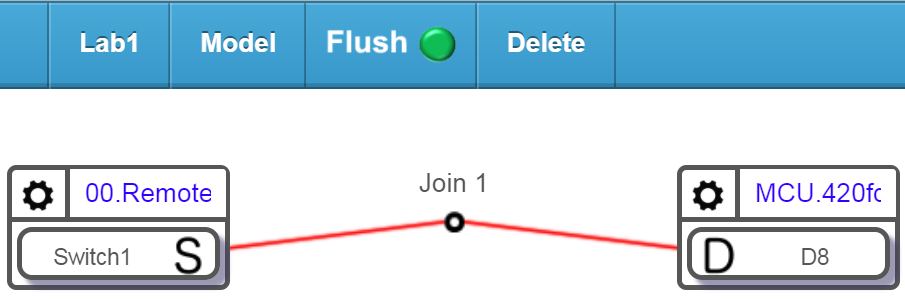 Lab1 Model Flush Delete
Join 1
00.Remote MCU.420fc
Switch1 S D D8